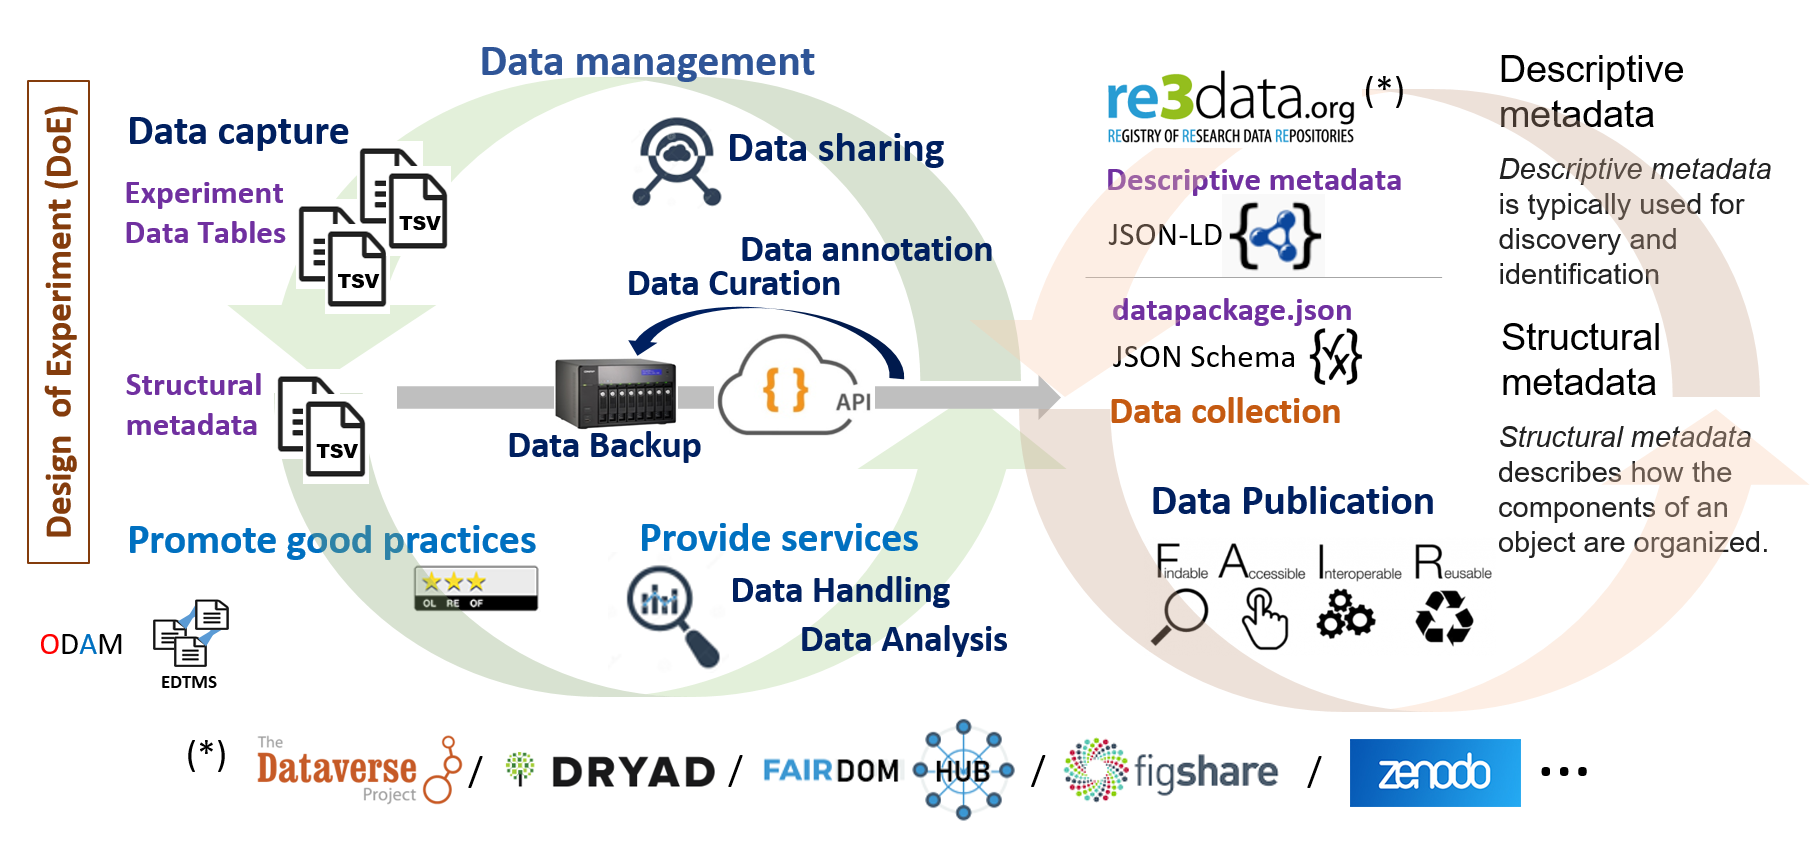 Data management
Design of Experiment (DoE)
Data capture
Experiment
Data Tables
TSV
TSV
Structural
metadata
TSV
Promote good practices
OL RE OF
ODAM
EDTMS
Data sharing
Data annotation
Data Curation
{ }
API
Data Backup
Provide services
Data Handling
Data Analysis
re3data.org (*)
REGISTRY OF RESEARCH DATA REPOSITORIES
Descriptive metadata
JSON-LD
datapackage.json
JSON Schema
Data collection
Data Publication
Findable Accessible Interoperable Reusable
Descriptive
metadata
Descriptive metadata
is typically used for
discovery and
identification
Structural
metadata
Structural metadata
describes how the
components of an
object are organized.
(*) The
Dataverse
Project
/ DRYAD / FAIRDOM HUB / figshare / zenodo ...